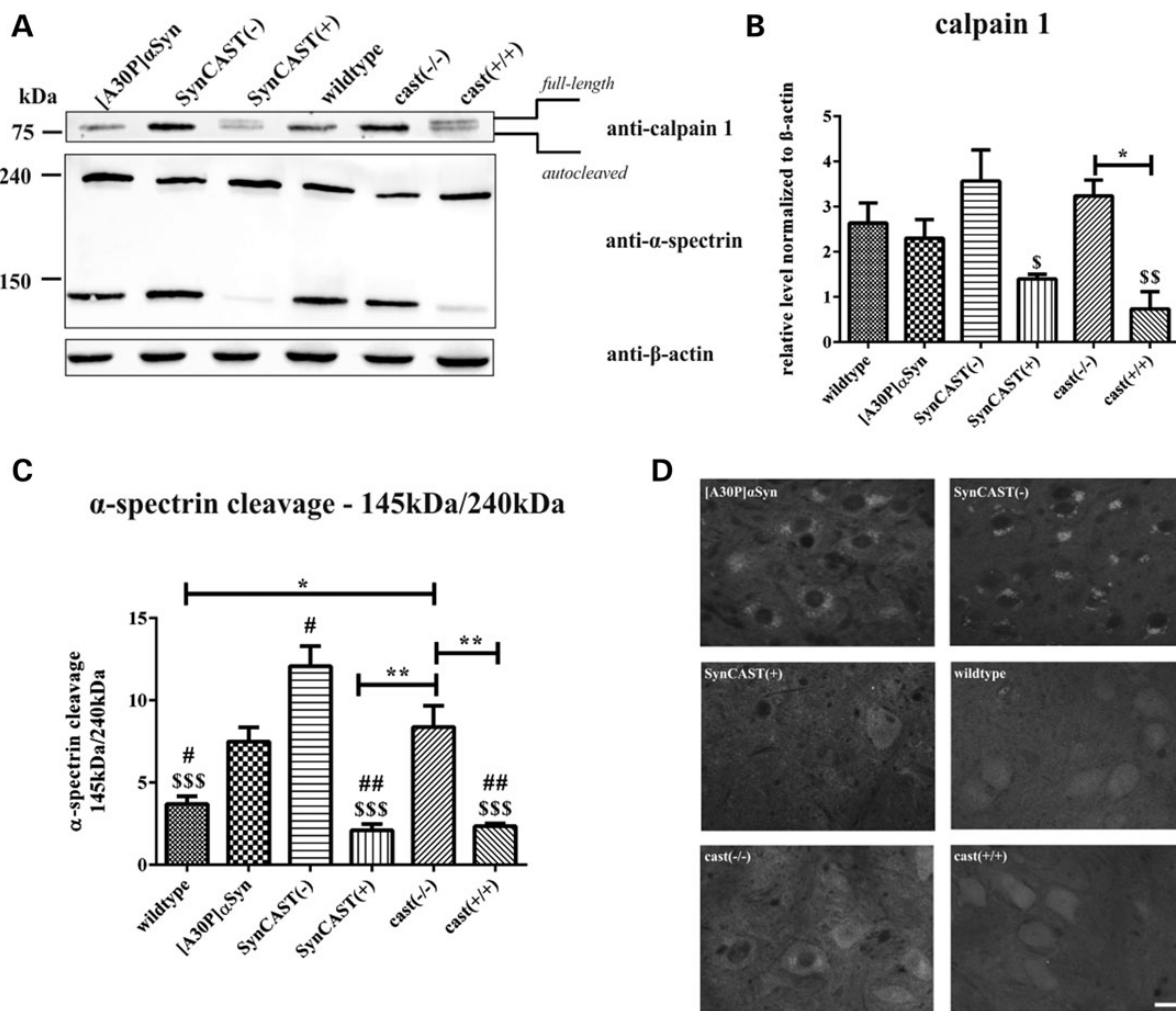 A
[A30P]αSyn
SynCAST(-)
SynCAST(+)
wildtype
cast(-/-)
cast(+/+)
kDa
full-length
75
anti-calpain 1
autocleaved
240
anti-α-spectrin
150
anti-β-actin
B
calpain 1
relative level normalized to ß-actin
5
4
3
2
1
0
*
$
$$
wildtype
[A30P]αSyn
SynCAST(-)
SynCAST(+)
cast(-/-)
cast(+/+)
C
α-spectrin cleavage - 145kDa/240kDa
α-spectrin cleavage
145kDa/240kDa
15
10
5
0
*
#
**
**
#
$$$
##
$$$
##
$$$
wildtype
[A30P]αSyn
SynCAST(-)
SynCAST(+)
cast(-/-)
cast(+/+)
D
[A30P]αSyn
SynCAST(-)
SynCAST(+)
wildtype
cast(-/-)
cast(+/+)